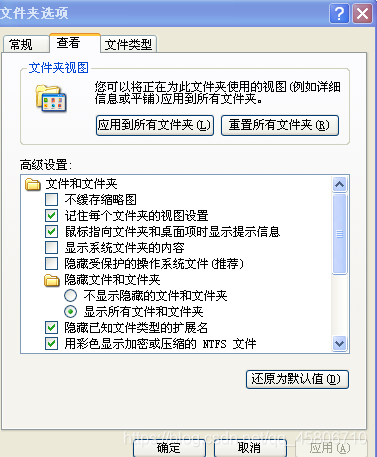 文件夹选项
常规 查看 文件类型
文件夹视图
您可以将正在为此文件夹使用的视图(例如详细
信息或平铺)应用到所有文件夹。
应用到所有文件夹(L) 重置所有文件夹(R)
高级设置:
文件和文件夹
不缓存缩略图
记住每个文件夹的视图设置
鼠标指向文件夹和桌面项时显示提示信息
显示系统文件夹的内容
隐藏受保护的操作系统文件(推荐)
隐藏文件和文件夹
不显示隐藏的文件和文件夹
显示所有文件和文件夹
隐藏已知文件类型的扩展名
用彩色显示加密或压缩的 NTFS 文件
还原为默认值(D)
确定 取消 应用(A)